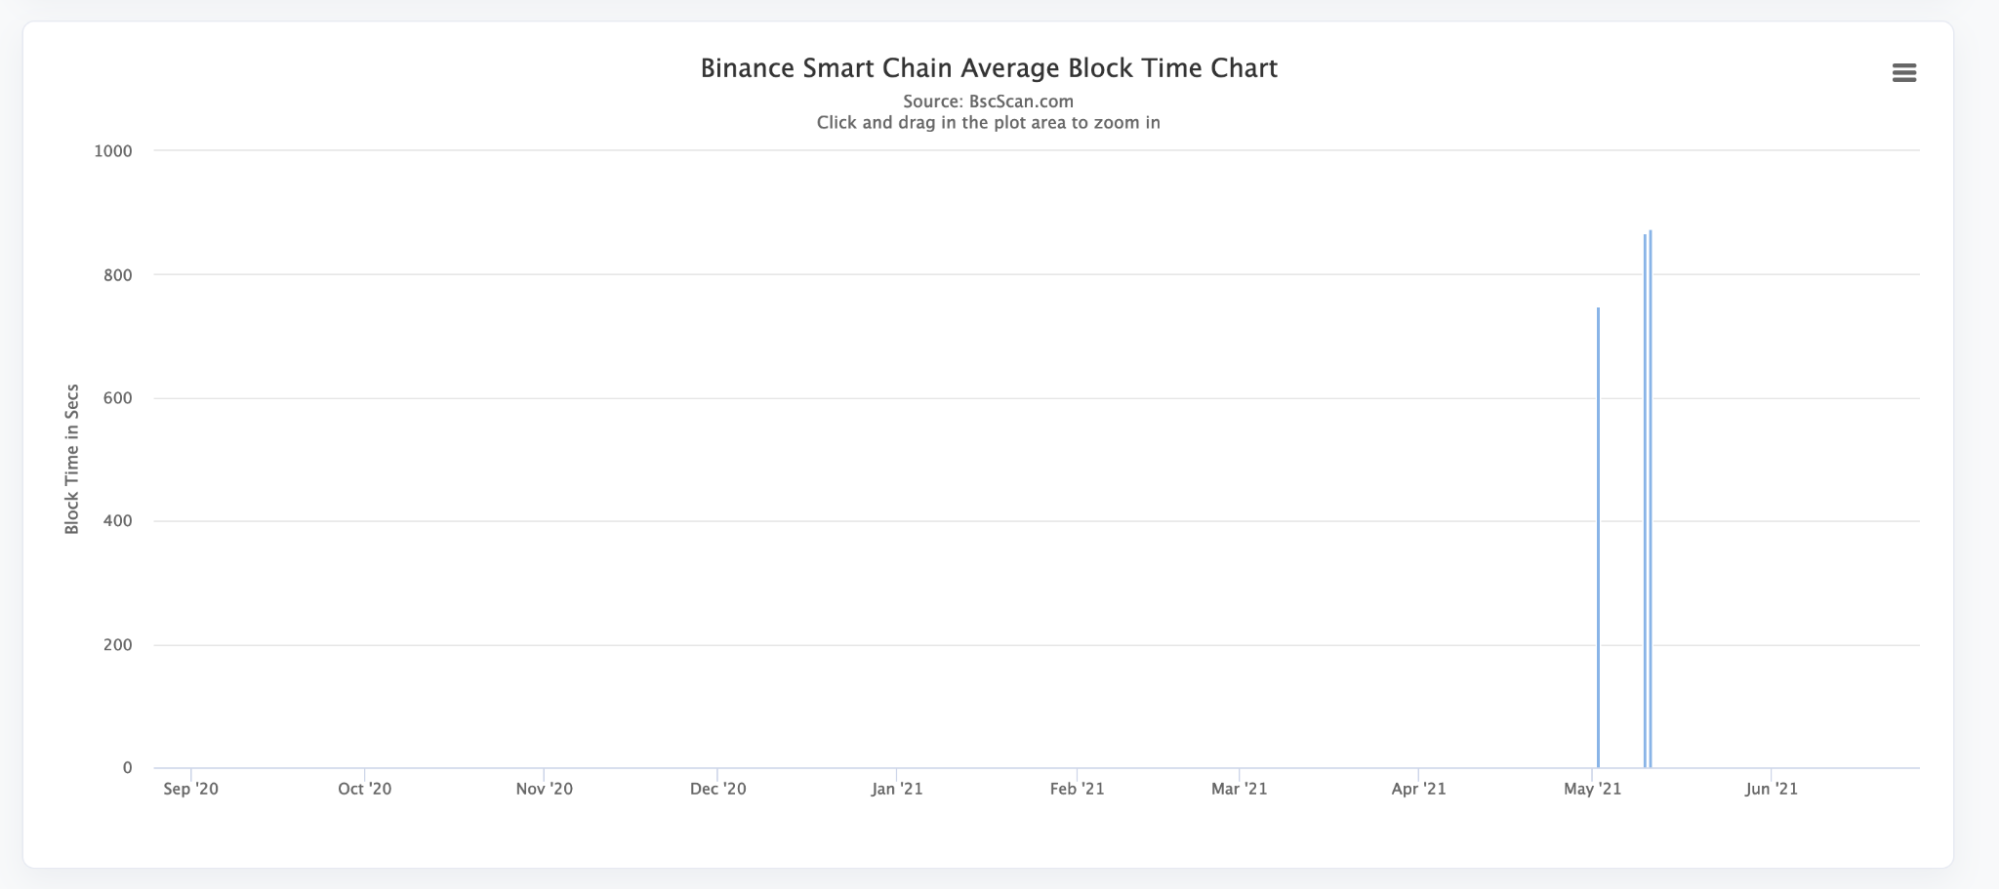 Binance Smart Chain Average Block Time Chart
Source: BscScan.com
Click and drag in the plot area to zoom in
1000
800
600
400
200
0
Block Time in Secs
Sep '20 Oct '20 Nov '20 Dec '20 Jan '21 Feb '21 Mar '21 Apr '21 May '21 Jun '21